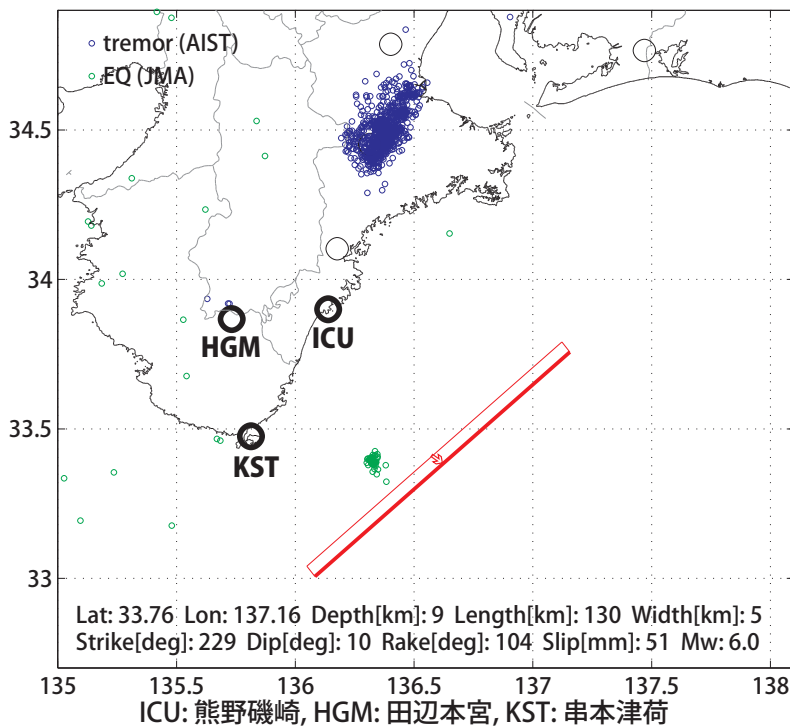 tremor (AIST)
EQ (JMA)
34.5
34
33.5
33
HGM
ICU
KST
Lat: 33.76 Lon: 137.16 Depth[km]: 9 Length[km]: 130 Width[km]: 5
Strike[deg]: 229 Dip[deg]: 10 Rake[deg]: 104 Slip[mm]: 51 Mw: 6.0
135 135.5 136 136.5 137 137.5 138
ICU: 熊野磯崎, HGM: 田辺本宮, KST: 串本津荷